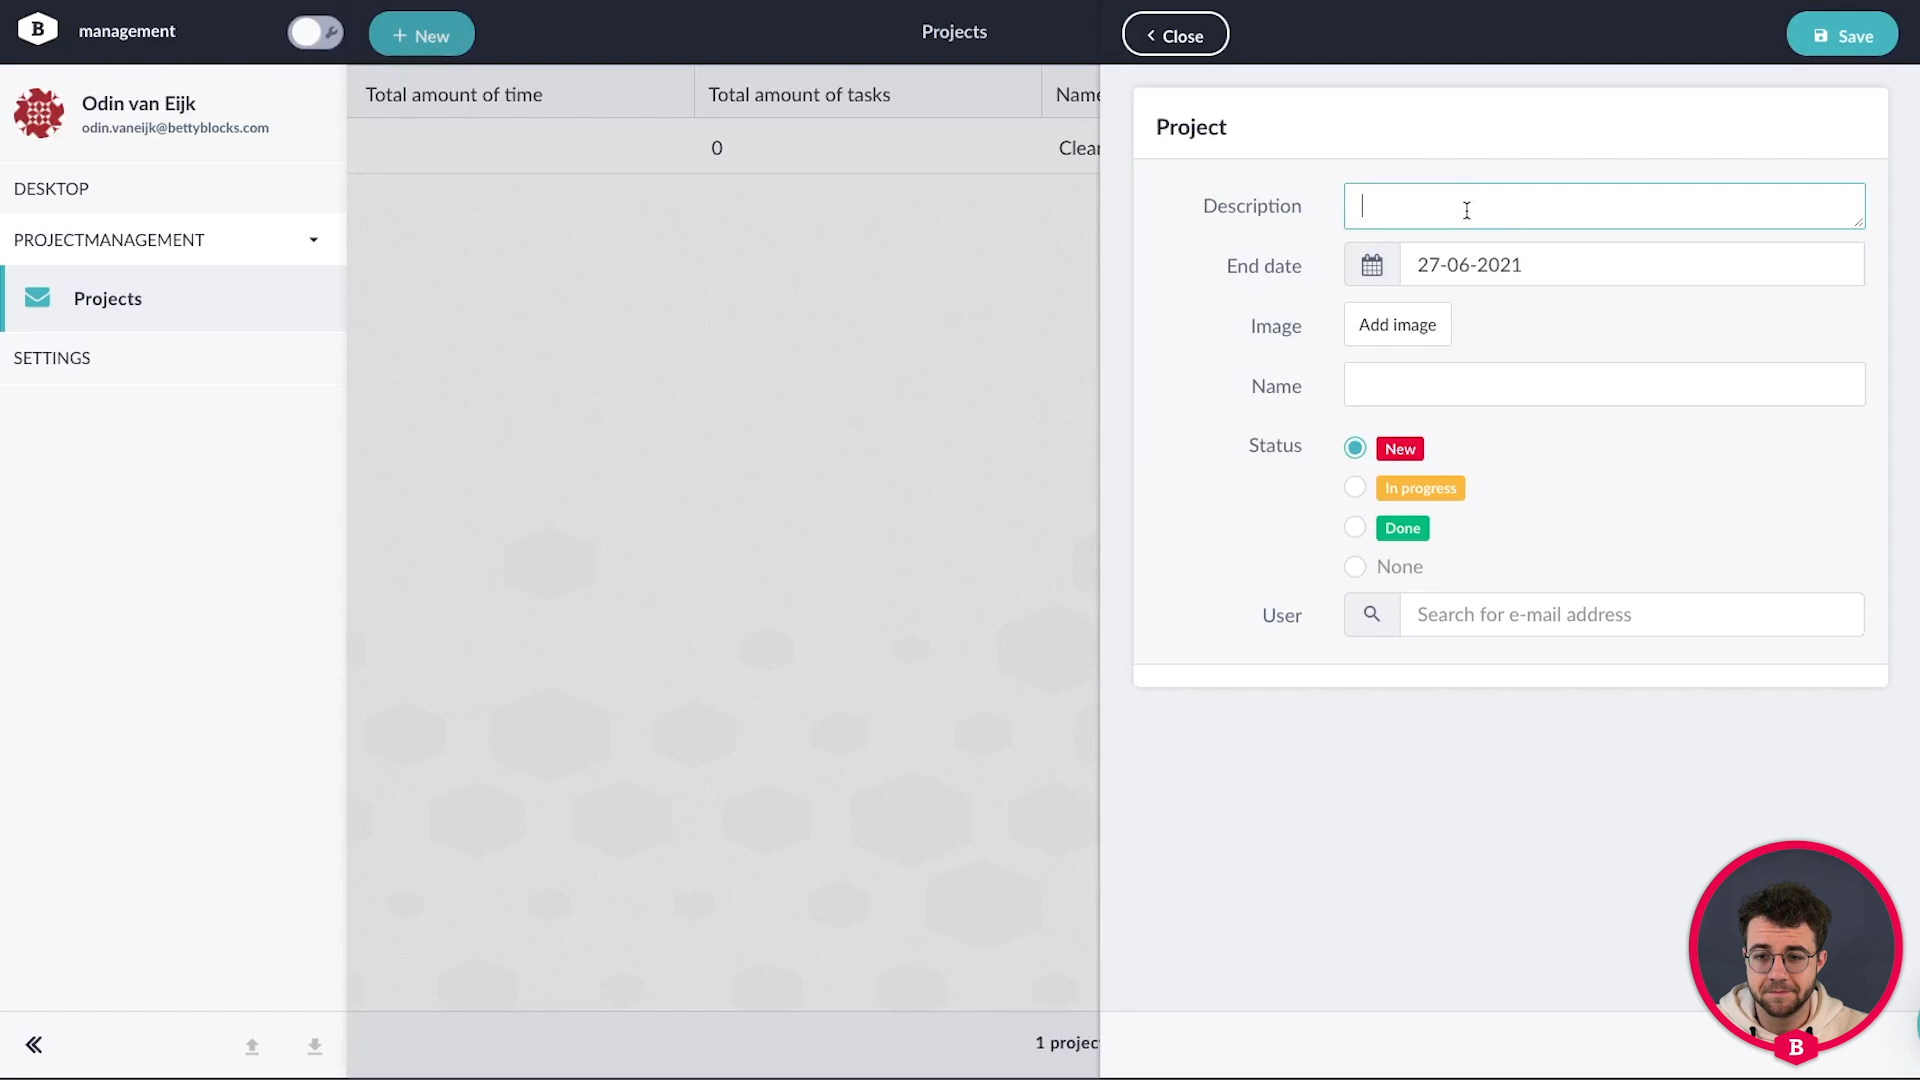 B management
+ New
Projects
Close
Save
Odin van Eijk
odin.vaneijk@bettyblocks.com
DESKTOP
PROJECTMANAGEMENT
Projects
SETTINGS
Total amount of time
Total amount of tasks
Name
0
Clear
1 projec
Project
Description
End date
27-06-2021
Image
Add image
Name
Status
New
In progress
Done
None
User
Search for e-mail address
B